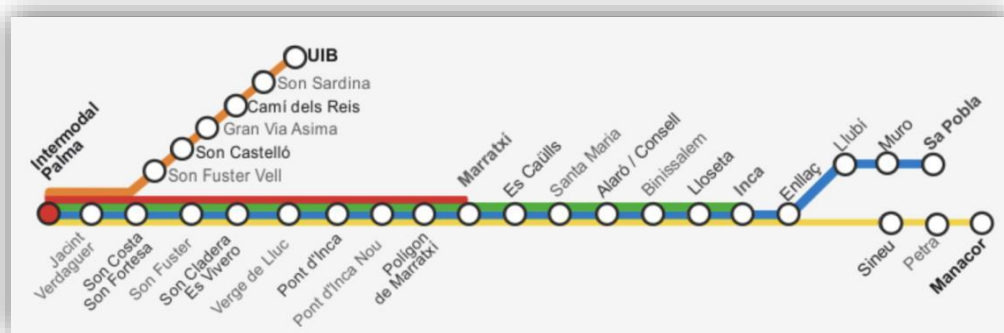 UIB
Son Sardina
Camí dels Reis
Gran Via Asima
Son Castelló
Son Fuster Vell
Intermodal
Palma
Jacint
Verdaguer
Son Costa
Son Fortesa
Son Fuster
Son Cladera
Es Vivero
Verge de Lluc
Pont d'Inca
Pont d'Inca Nou
Polígon
de Marratxí
Marratxí
Es Caülls
Santa Maria
Alaró / Consell
Binissalem
Lloseta
Inca
Enllaç
Llubí
Muro
Sa Pobla
Sineu
Petra
Manacor